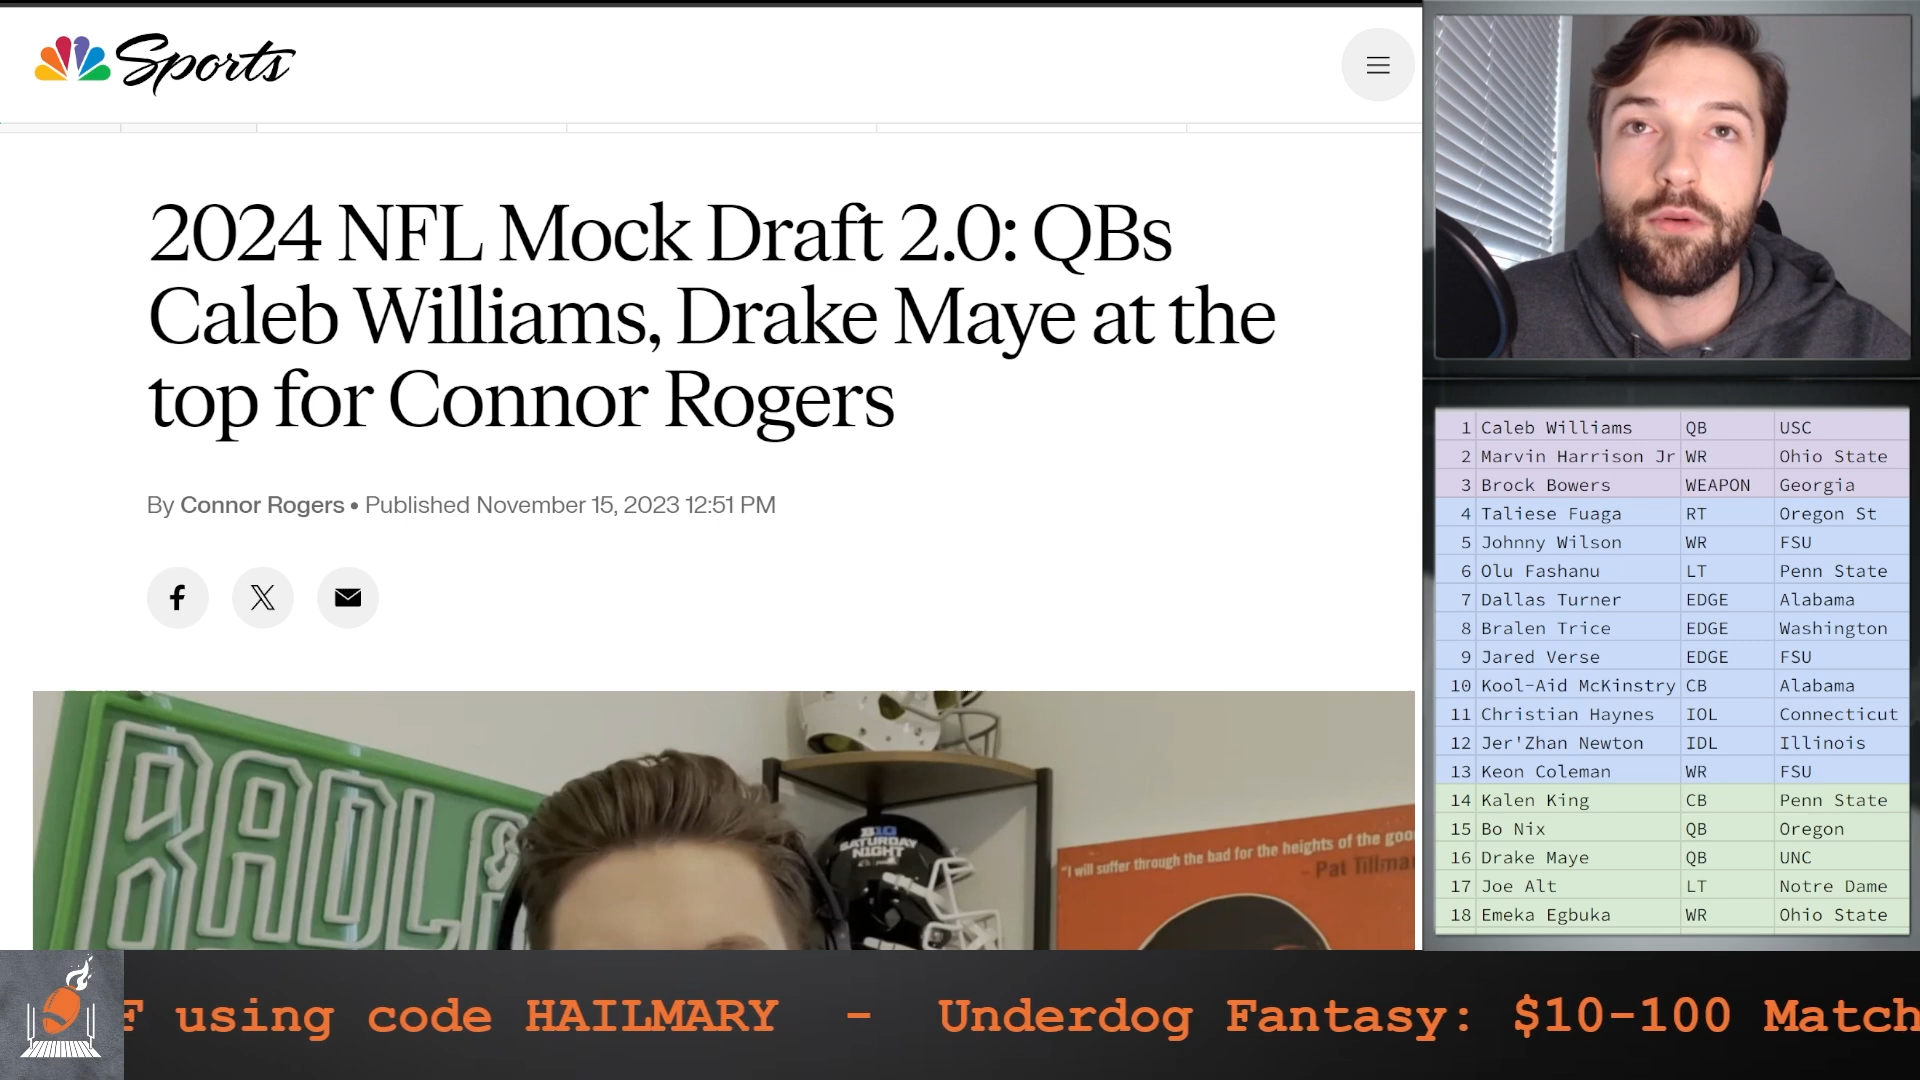 Sports
2024 NFL Mock Draft 2.0: QBs
Caleb Williams, Drake Maye at the
top for Connor Rogers
By Connor Rogers • Published November 15, 2023 12:51 PM
SATURDAY
NIGHT
"I will suffer through the bad for the heights of the
- Pat
1 Caleb Williams QB USC
2 Marvin Harrison Jr WR Ohio State
3 Brock Bowers WEAPON Georgia
4 Taliese Fuaga RT Oregon St
5 Johnny Wilson WR FSU
6 Olu Fashanu LT Penn State
7 Dallas Turner EDGE Alabama
8 Bralen Trice EDGE Washington
9 Jared Verse EDGE FSU
10 Kool-Aid McKinstry CB Alabama
11 Christian Haynes IOL Connecticut
12 Jer'Zhan Newton IDL Illinois
13 Keon Coleman WR FSU
14 Kalen King CB Penn State
15 Bo Nix QB Oregon
16 Drake Maye QB UNC
17 Joe Alt LT Notre Dame
18 Emeka Egbuka WR Ohio State
F using code HAILMARY - Underdog Fantasy: $10-100 Match